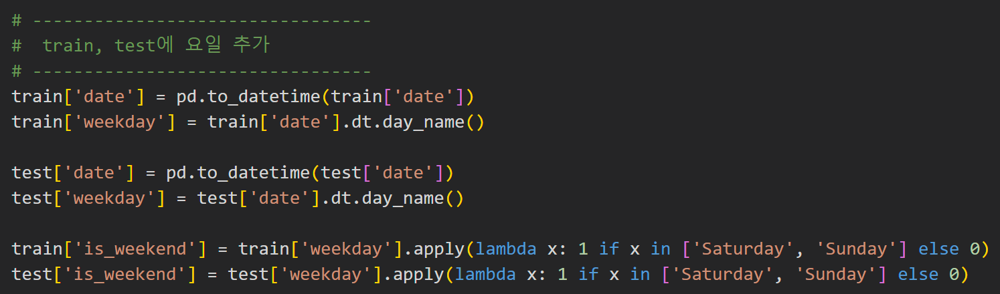 # ---------------------------------
#  train, test에 요일 추가
# ---------------------------------
train['date'] = pd.to_datetime(train['date'])
train['weekday'] = train['date'].dt.day_name()
test['date'] = pd.to_datetime(test['date'])
test['weekday'] = test['date'].dt.day_name()
train['is_weekend'] = train['weekday'].apply(lambda x: 1 if x in ['Saturday', 'Sunday'] else 0)
test['is_weekend'] = test['weekday'].apply(lambda x: 1 if x in ['Saturday', 'Sunday'] else 0)